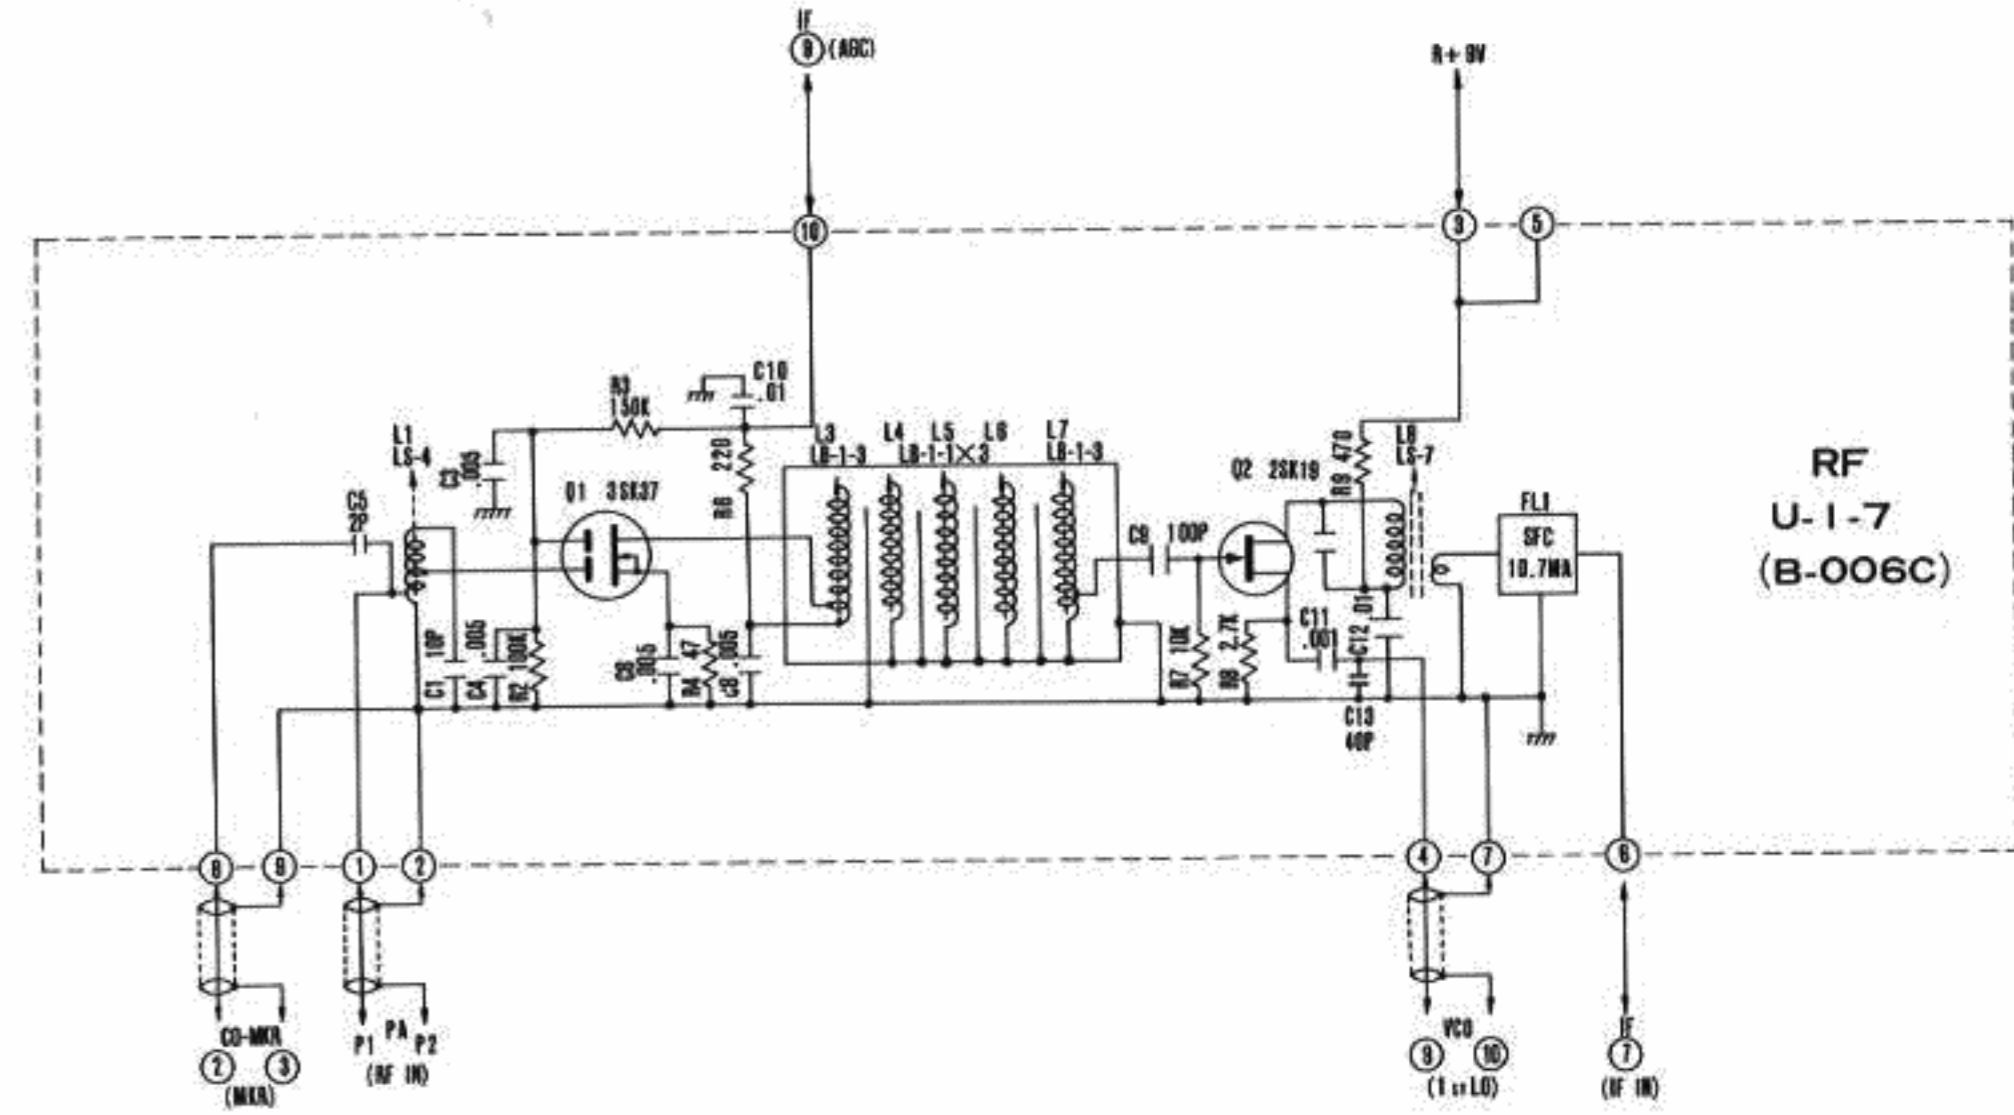 IF
9 (AGC)
R+9V
10
3
5
C10
.01
R3
150K
L1
LS-4
C3
.005
220
R6
L3
LB-1-3
L4
L5
L6
LB-1-1×3
L7
LB-1-3
Q1 3SK37
C5
2P
Q2 2SK19
R9 470
L8
LS-7
C9
100P
FL1
SFC
10.7MA
RF
U-1-7
(B-006C)
C1 10P
C4 .005
R2 100K
C6
.005
R4 47
C8 .005
R7 10K
R8 2.7K
C11
.001
C12 .01
C13
40P
8
9
1
2
4
7
6
CO-MKR
2
3
(MKR)
P1
PA
P2
(RF IN)
VCO
9
10
(1 ST LO)
IF
7
(IF IN)